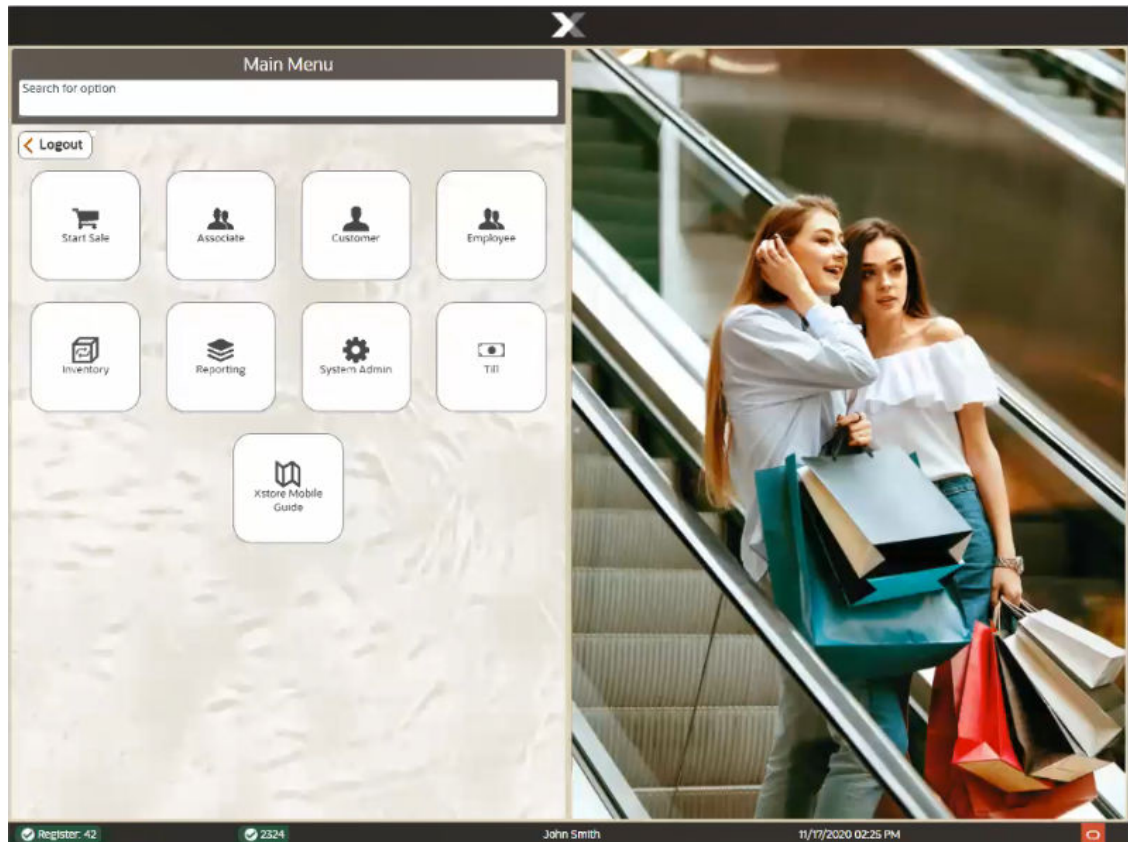 Main Menu
Search for option
Logout
Start Sale
Associate
Customer
Employee
Inventory
Reporting
System Admin
Till
Xstore Mobile
Guide
Register: 42
2324
John Smith
11/17/2020 02:25 PM